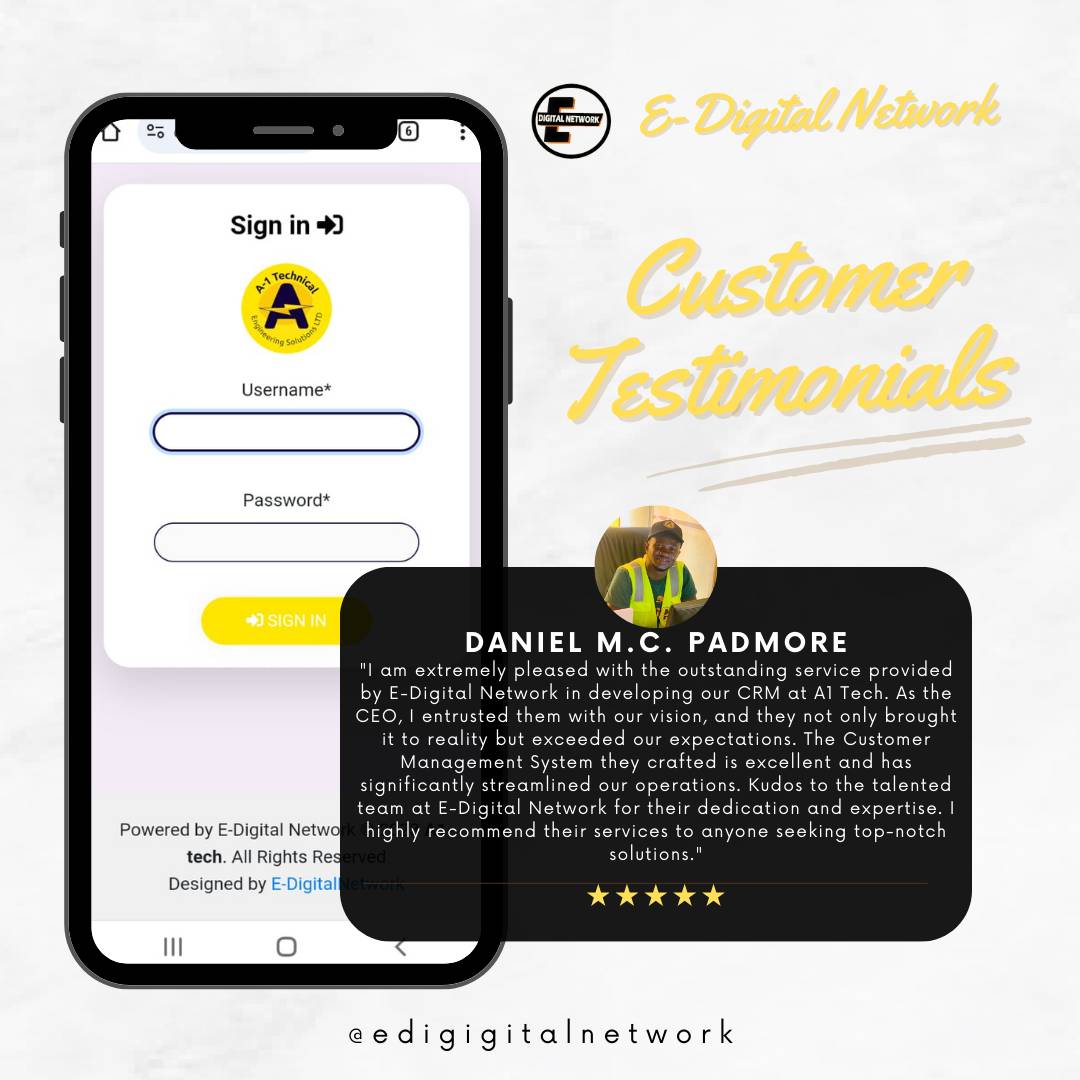 DIGITAL NETWORK
E-Digital Network
Customer
Testimonials
6
Sign in
A-1 Technical
A
Engineering Solutions LTD
Username*
Password*
SIGN IN
DANIEL M.C. PADMORE
"I am extremely pleased with the outstanding service provided
by E-Digital Network in developing our CRM at A1 Tech. As the
CEO, I entrusted them with our vision, and they not only brought
it to reality but exceeded our expectations. The Customer
Management System they crafted is excellent and has
significantly streamlined our operations. Kudos to the talented
team at E-Digital Network for their dedication and expertise. I
highly recommend their services to anyone seeking top-notch
solutions."
Powered by E-Digital Network
tech. All Rights Reserved.
Designed by E-DigitalNetwork
@edigigitalnetwork